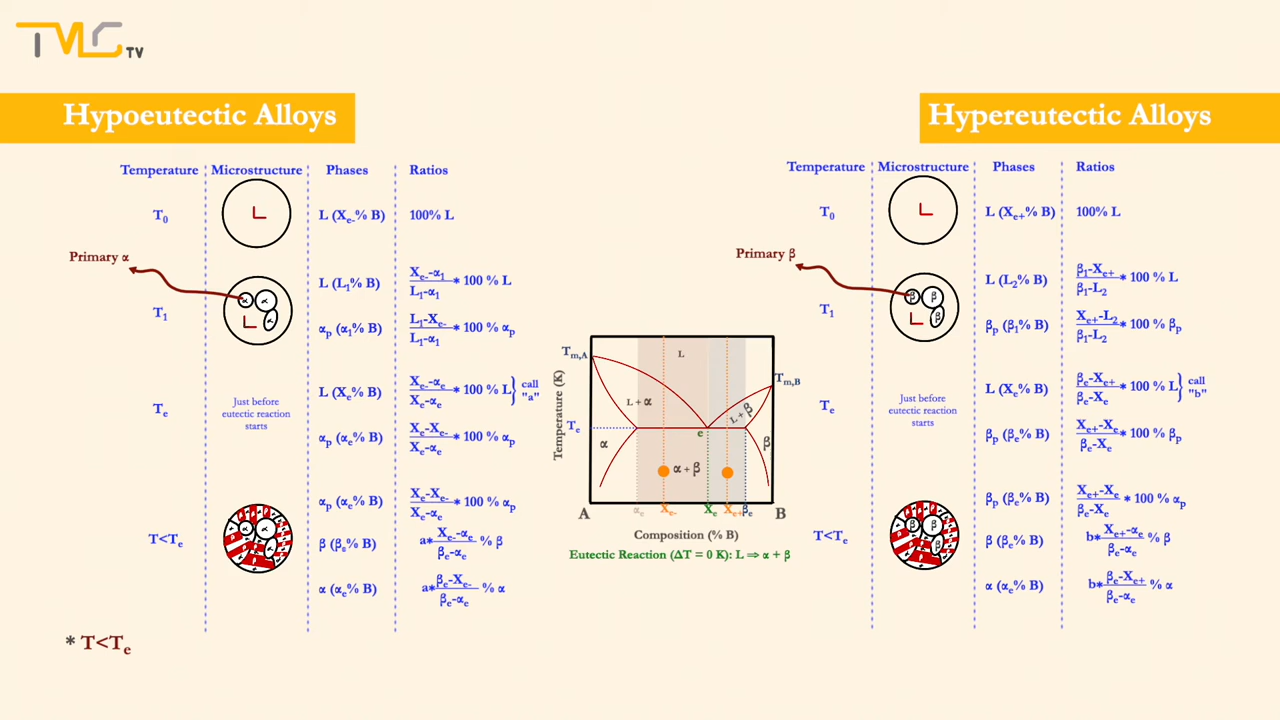 TMC TV
Hypoeutectic Alloys
Temperature Microstructure Phases Ratios
T₀ L L (Xₑ₋% B) 100% L
Primary α
T₁ α α α L
L (L₁% B) (Xₑ₋-α₁)/(L₁-α₁) * 100 % L
αₚ (α₁% B) (L₁-Xₑ₋)/(L₁-α₁) * 100 % αₚ
Tₑ
Just before
eutectic reaction
starts
L (Xₑ% B) (Xₑ₋-αₑ)/(Xₑ-αₑ) * 100 % L} call "a"
αₚ (αₑ% B) (Xₑ-Xₑ₋)/(Xₑ-αₑ) * 100 % αₚ
T<Tₑ
αₚ (αₑ% B) (Xₑ-Xₑ₋)/(Xₑ-αₑ) * 100 % αₚ
β (βₑ% B) a* (Xₑ₋-αₑ)/(βₑ-αₑ) % β
α (αₑ% B) a* (βₑ-Xₑ₋)/(βₑ-αₑ) % α
* T<Tₑ
Temperature (K)
Tm,A
Tm,B
L
L + α
L + β
Tₑ
e
α
β
α + β
A αₑ Xₑ₋ Xₑ Xₑ₊ βₑ B
Composition (% B)
Eutectic Reaction (ΔT = 0 K): L ⇒ α + β
Hypereutectic Alloys
Temperature Microstructure Phases Ratios
T₀ L L (Xₑ₊% B) 100% L
Primary β
T₁ β β β L
L (L₂% B) (β₁-Xₑ₊)/(β₁-L₂) * 100 % L
βₚ (β₁% B) (Xₑ₊-L₂)/(β₁-L₂) * 100 % βₚ
Tₑ
Just before
eutectic reaction
starts
L (Xₑ% B) (βₑ-Xₑ₊)/(βₑ-Xₑ) * 100 % L} call "b"
βₚ (βₑ% B) (Xₑ₊-Xₑ)/(βₑ-Xₑ) * 100 % βₚ
T<Tₑ
βₚ (βₑ% B) (Xₑ₊-Xₑ)/(βₑ-Xₑ) * 100 % αₚ
β (βₑ% B) b* (Xₑ₊-αₑ)/(βₑ-αₑ) % β
α (αₑ% B) b* (βₑ-Xₑ₊)/(βₑ-αₑ) % α